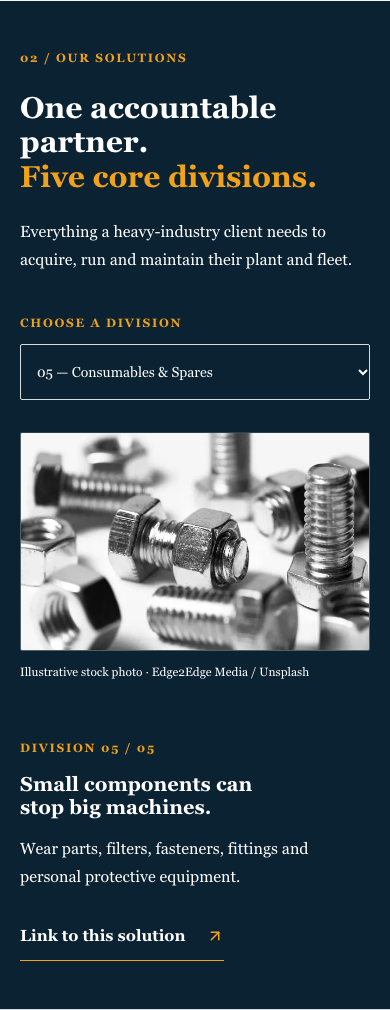 02 / OUR SOLUTIONS
One accountable
partner.
Five core divisions.
Everything a heavy-industry client needs to
acquire, run and maintain their plant and fleet.
CHOOSE A DIVISION
05 — Consumables & Spares
Illustrative stock photo · Edge2Edge Media / Unsplash
DIVISION 05 / 05
Small components can
stop big machines.
Wear parts, filters, fasteners, fittings and
personal protective equipment.
Link to this solution